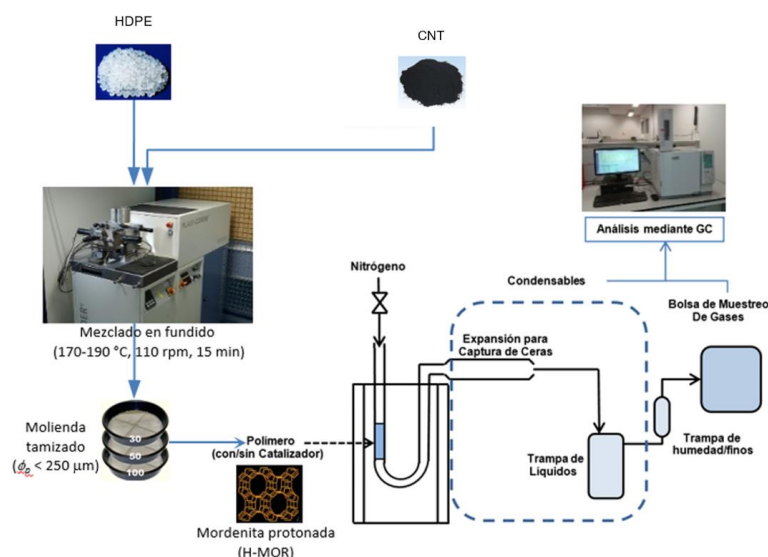 HDPE
CNT
Mezclado en fundido
(170-190 °C, 110 rpm, 15 min)
Molienda
tamizado
(ϕₚ < 250 µm)
30
50
100
Polímero
(con/sin Catalizador)
Mordenita protonada
(H-MOR)
Nitrógeno
Expansión para
Captura de Ceras
Condensables
Análisis mediante GC
Bolsa de Muestreo
De Gases
Trampa de
Líquidos
Trampa de
humedad/finos